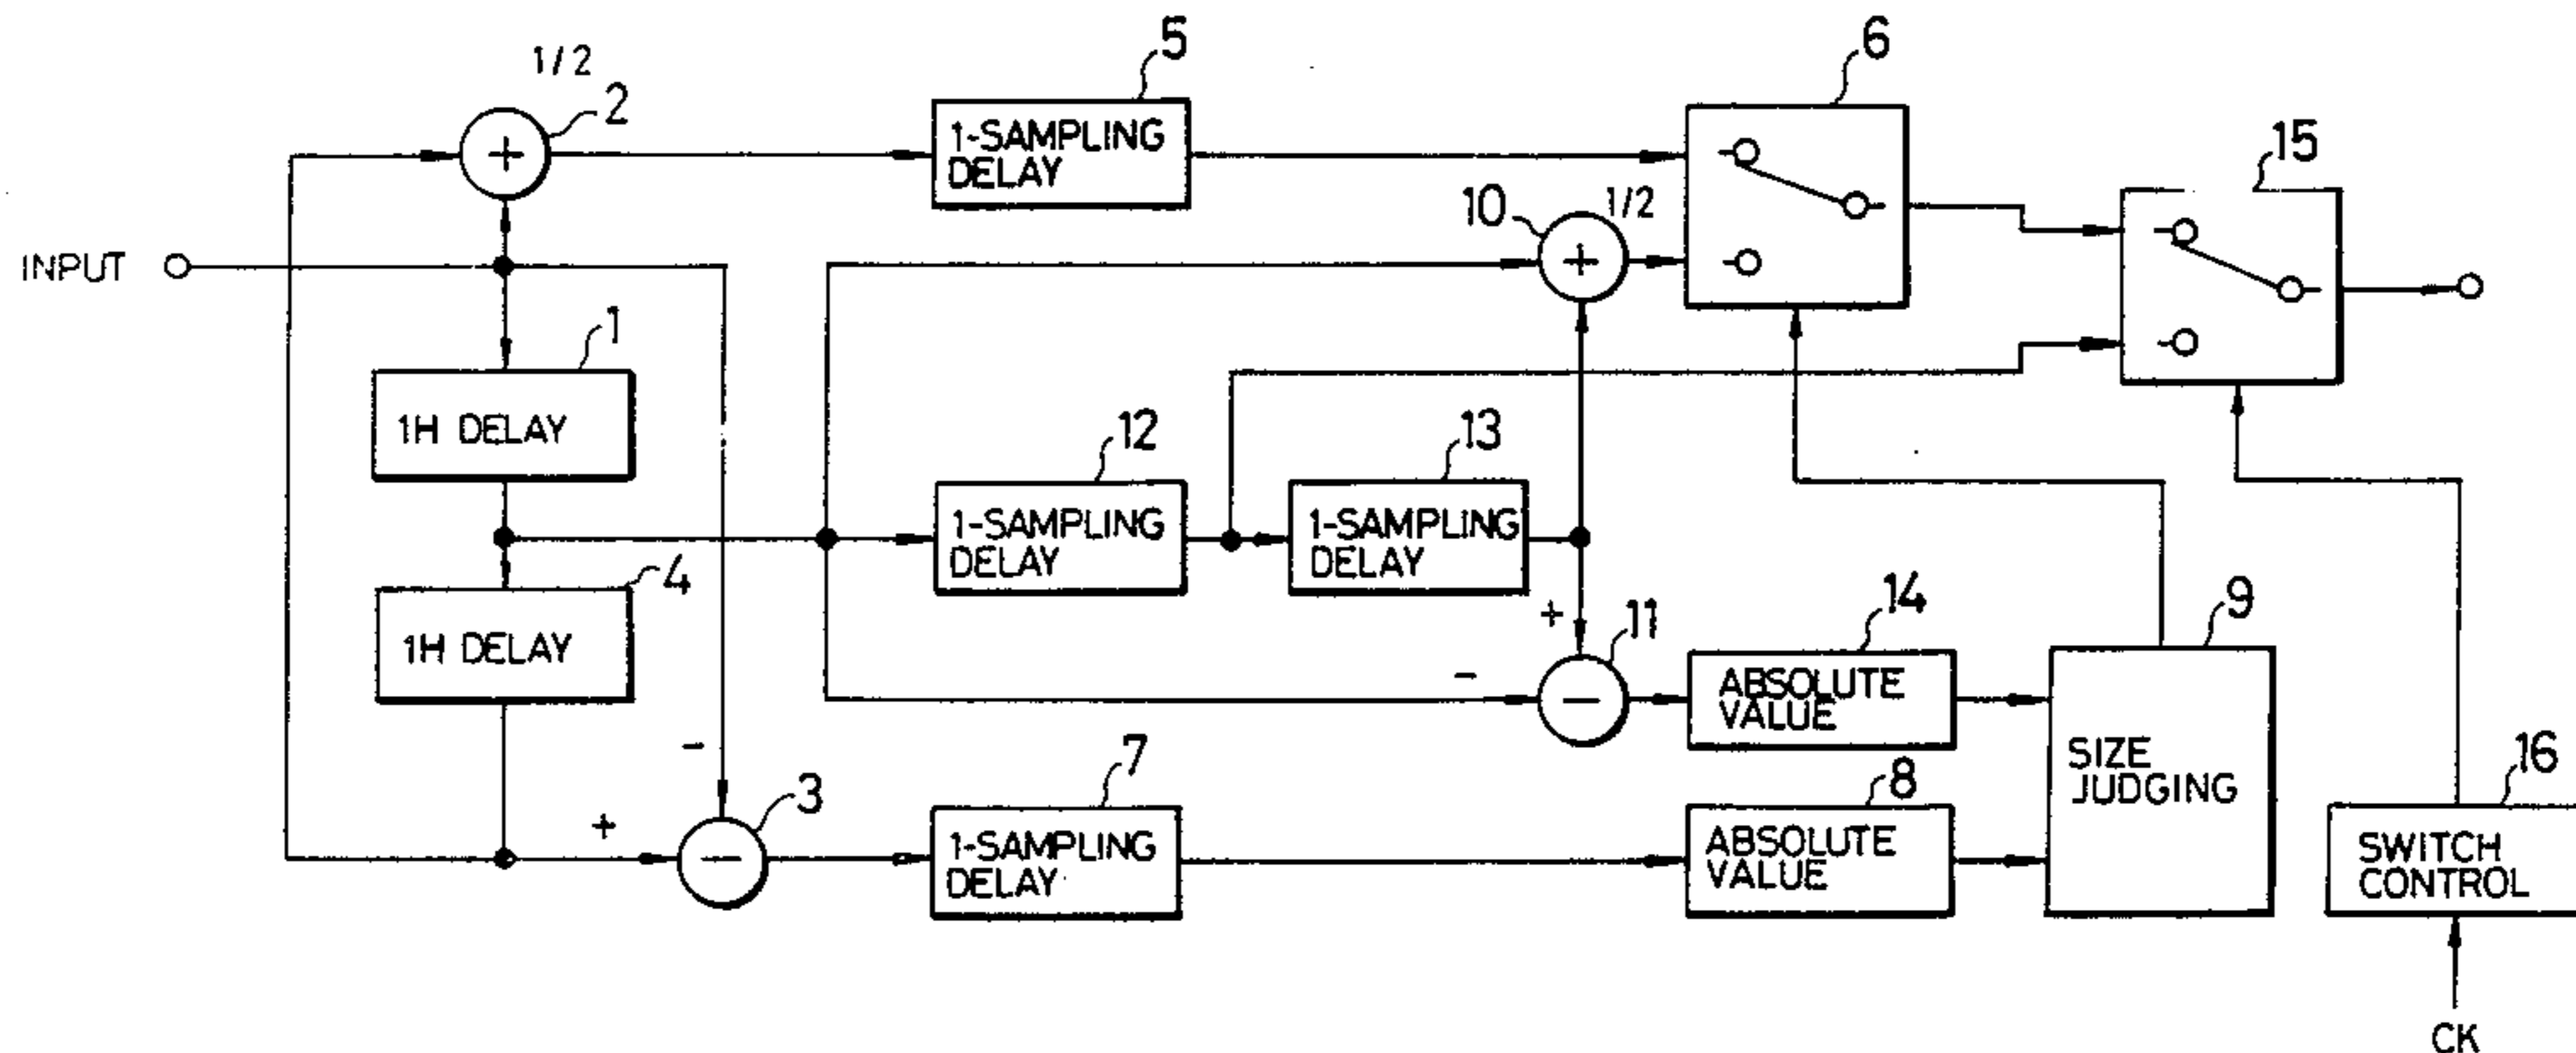 1/2
2
5
1-SAMPLING
DELAY
6
15
10
1/2
INPUT
1
1H DELAY
12
1-SAMPLING
DELAY
13
1-SAMPLING
DELAY
4
1H DELAY
+
-
11
14
ABSOLUTE
VALUE
9
SIZE
JUDGING
-
+
3
7
1-SAMPLING
DELAY
8
ABSOLUTE
VALUE
16
SWITCH
CONTROL
CK